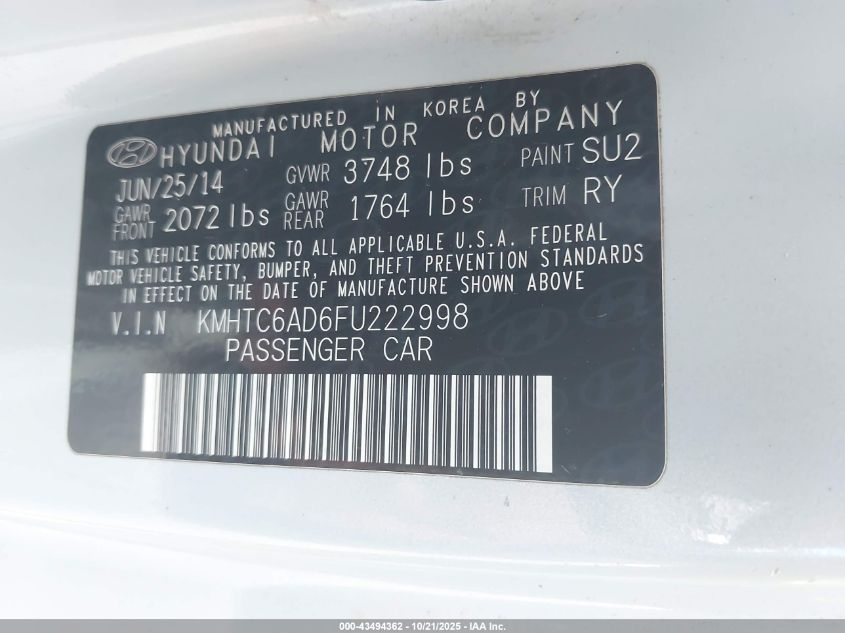 MANUFACTURED IN KOREA BY
HYUNDAI MOTOR COMPANY
JUN/25/14 GVWR 3748 lbs PAINT SU2
GAWR FRONT 2072 lbs GAWR REAR 1764 lbs TRIM RY
THIS VEHICLE CONFORMS TO ALL APPLICABLE U.S.A. FEDERAL
MOTOR VEHICLE SAFETY, BUMPER, AND THEFT PREVENTION STANDARDS
IN EFFECT ON THE DATE OF MANUFACTURE SHOWN ABOVE
V.I.N KMHTC6AD6FU222998
PASSENGER CAR
000-43494362 - 10/21/2025 - IAA Inc.